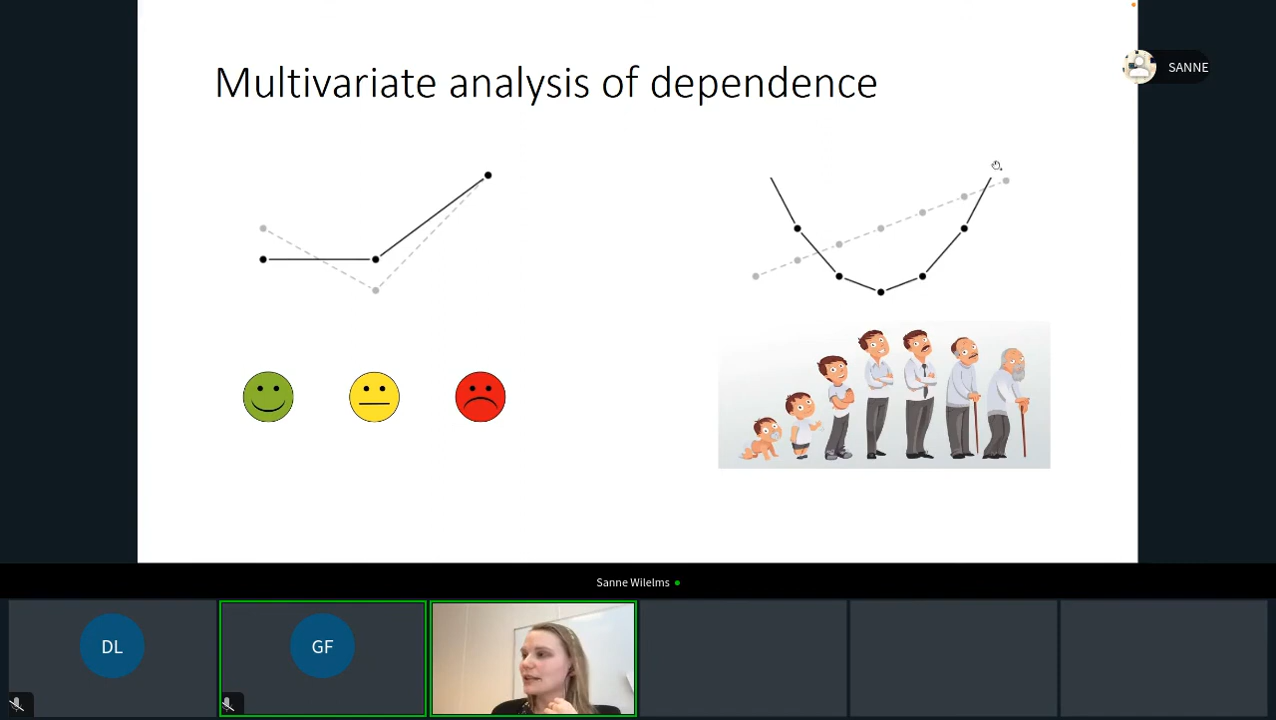 Multivariate analysis of dependence
SANNE
Sanne Wilelms
DL
GF